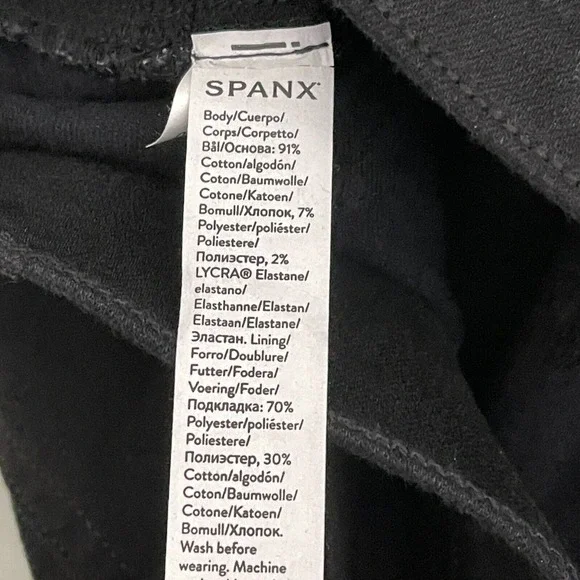 SPANX
Body/Cuerpo/
Corps/Corpetto/
Bål/Основа: 91%
Cotton/algodón/
Coton/Baumwolle/
Cotone/Katoen/
Bomull/Хлопок, 7%
Polyester/poliéster/
Poliestere/
Полиэстер, 2%
LYCRA® Elastane/
elastano/
Elasthanne/Elastan/
Elastaan/Elastane/
Эластан. Lining/
Forro/Doublure/
Futter/Fodera/
Voering/Foder/
Подкладка: 70%
Polyester/poliéster/
Poliestere/
Полиэстер, 30%
Cotton/algodón/
Coton/Baumwolle/
Cotone/Katoen/
Bomull/Хлопок.
Wash before
wearing. Machine